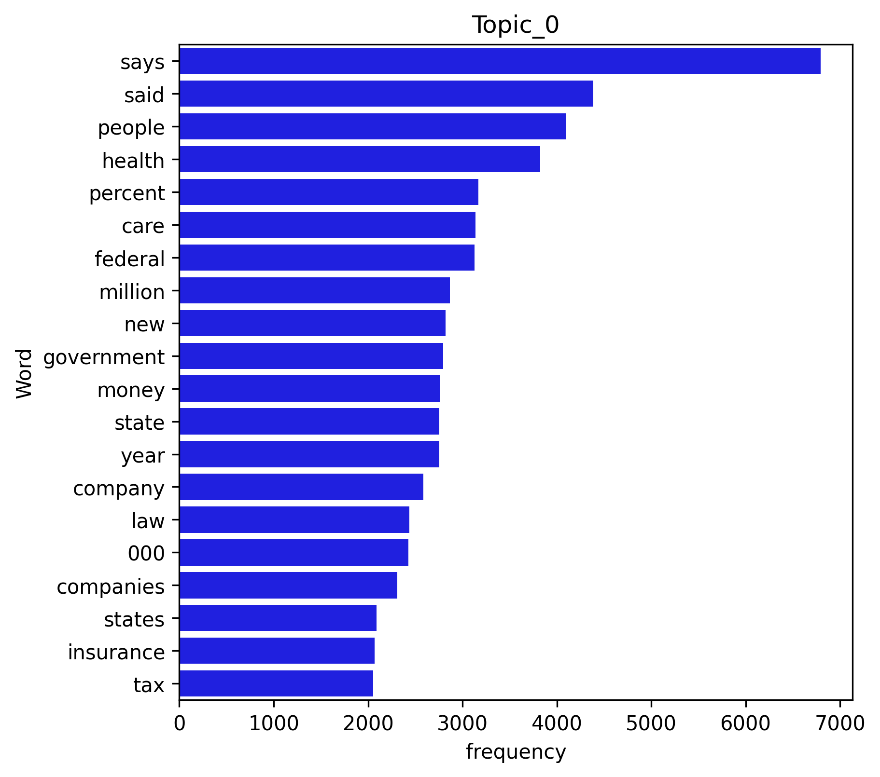 Topic_0
says
said
people
health
percent
care
federal
million
new
government
money
state
year
company
law
000
companies
states
insurance
tax
Word
0 1000 2000 3000 4000 5000 6000 7000
frequency